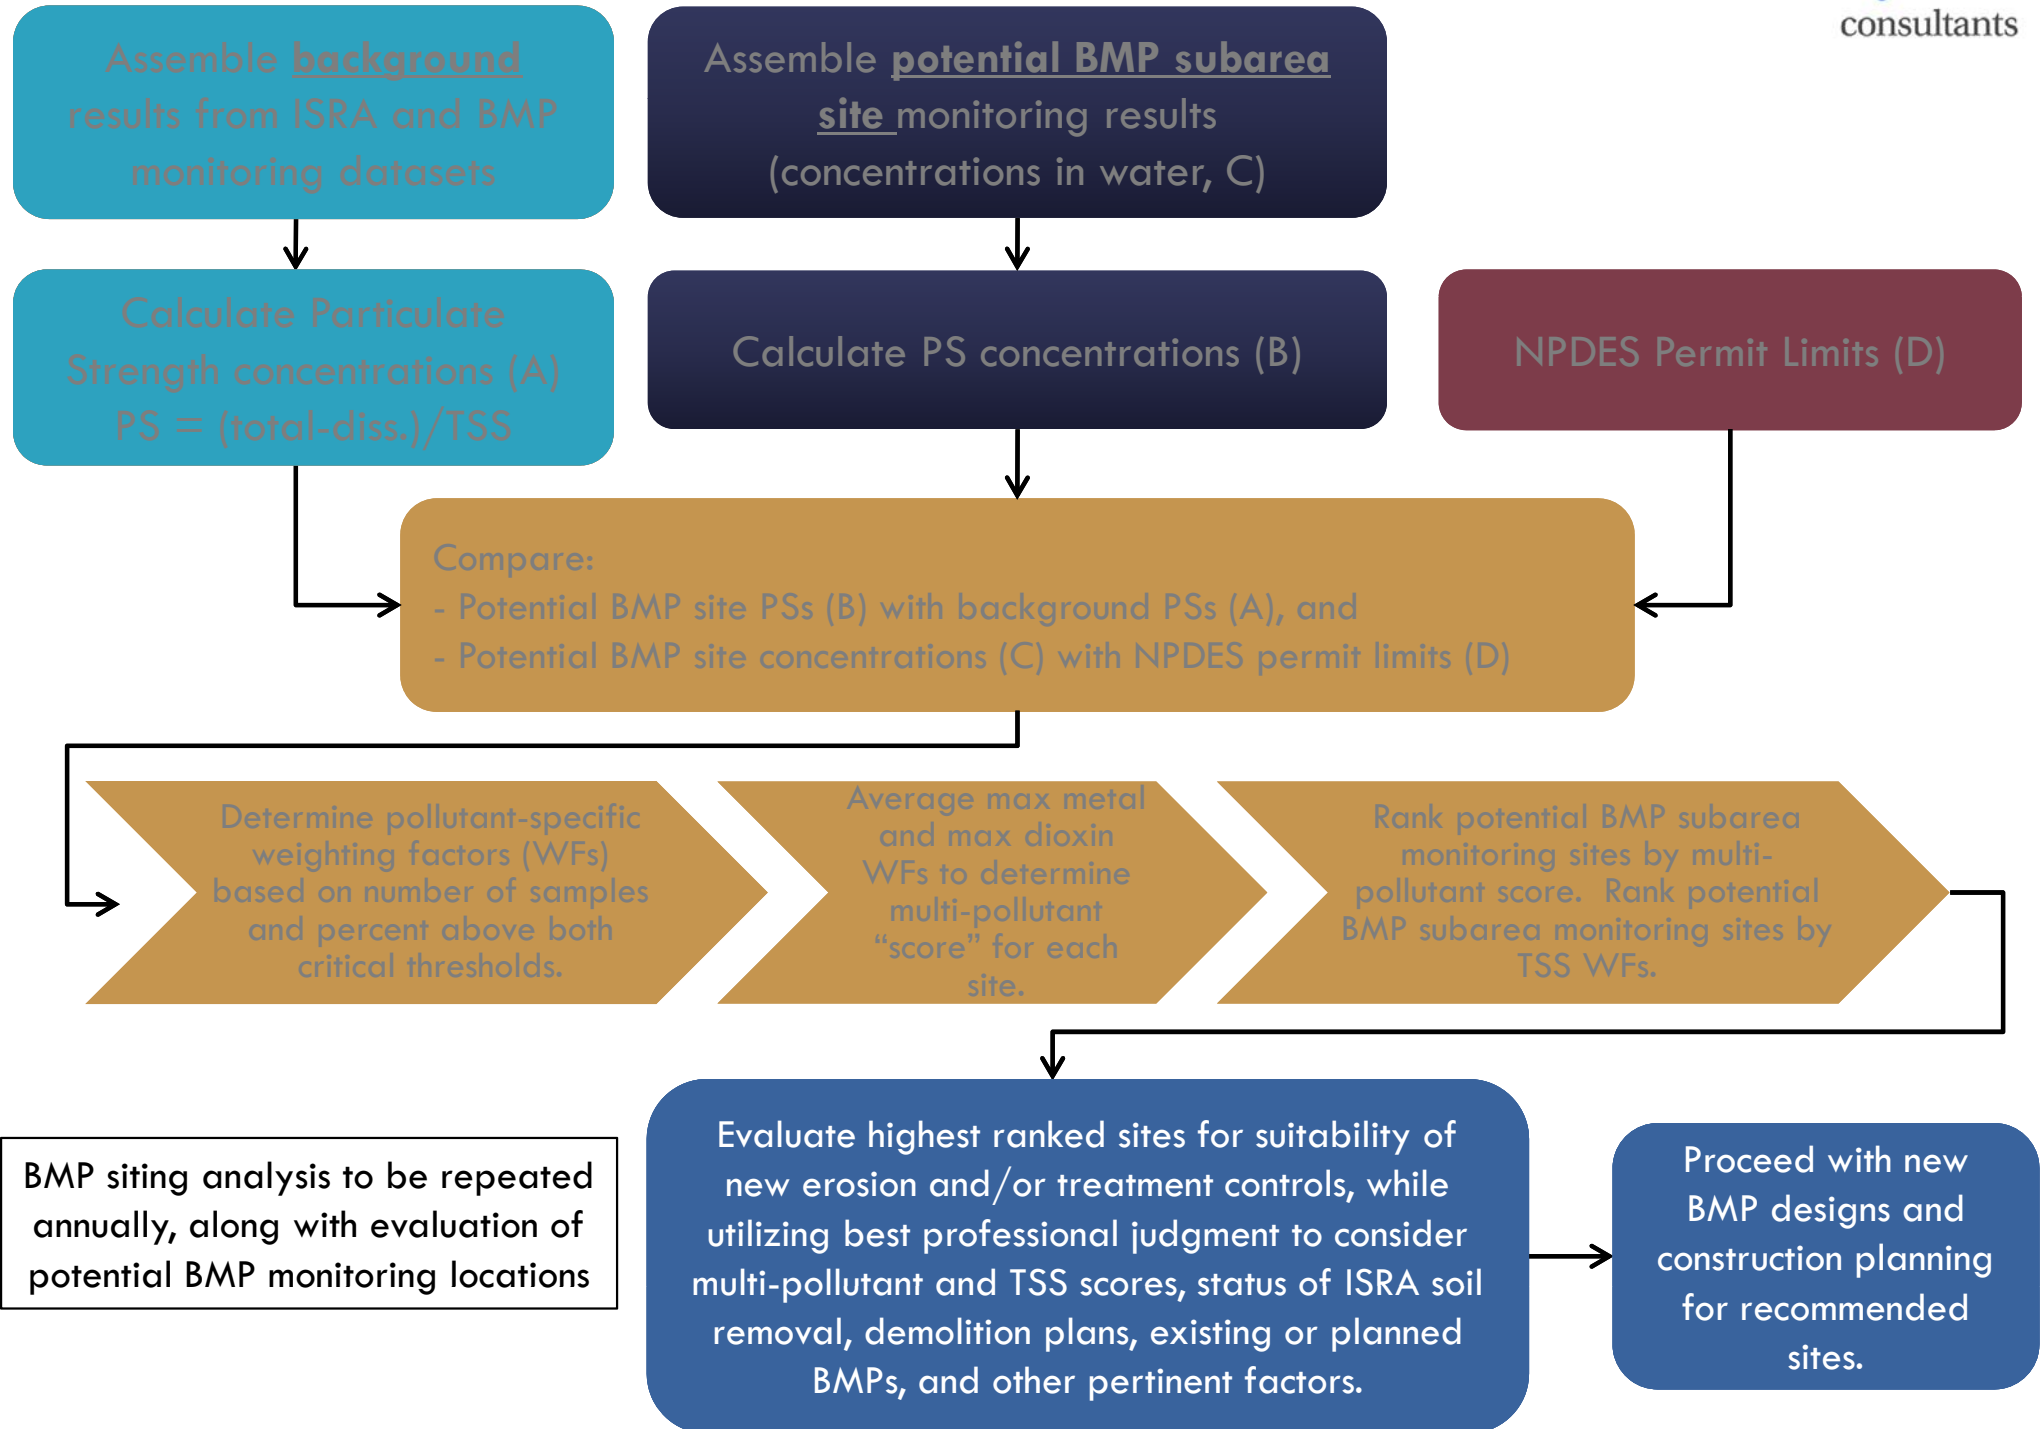 consultants
Assemble background
results from ISRA and BMP
monitoring datasets
Assemble potential BMP subarea
site monitoring results
(concentrations in water, C)
Calculate Particulate
Strength concentrations (A)
PS = (total-diss.)/TSS
Calculate PS concentrations (B)
NPDES Permit Limits (D)
Compare:
- Potential BMP site PSs (B) with background PSs (A), and
- Potential BMP site concentrations (C) with NPDES permit limits (D)
Determine pollutant-specific
weighting factors (WFs)
based on number of samples
and percent above both
critical thresholds.
Average max metal
and max dioxin
WFs to determine
multi-pollutant
“score” for each
site.
Rank potential BMP subarea
monitoring sites by multi-
pollutant score.  Rank potential
BMP subarea monitoring sites by
TSS WFs.
BMP siting analysis to be repeated
annually, along with evaluation of
potential BMP monitoring locations
Evaluate highest ranked sites for suitability of
new erosion and/or treatment controls, while
utilizing best professional judgment to consider
multi-pollutant and TSS scores, status of ISRA soil
removal, demolition plans, existing or planned
BMPs, and other pertinent factors.
Proceed with new
BMP designs and
construction planning
for recommended
sites.